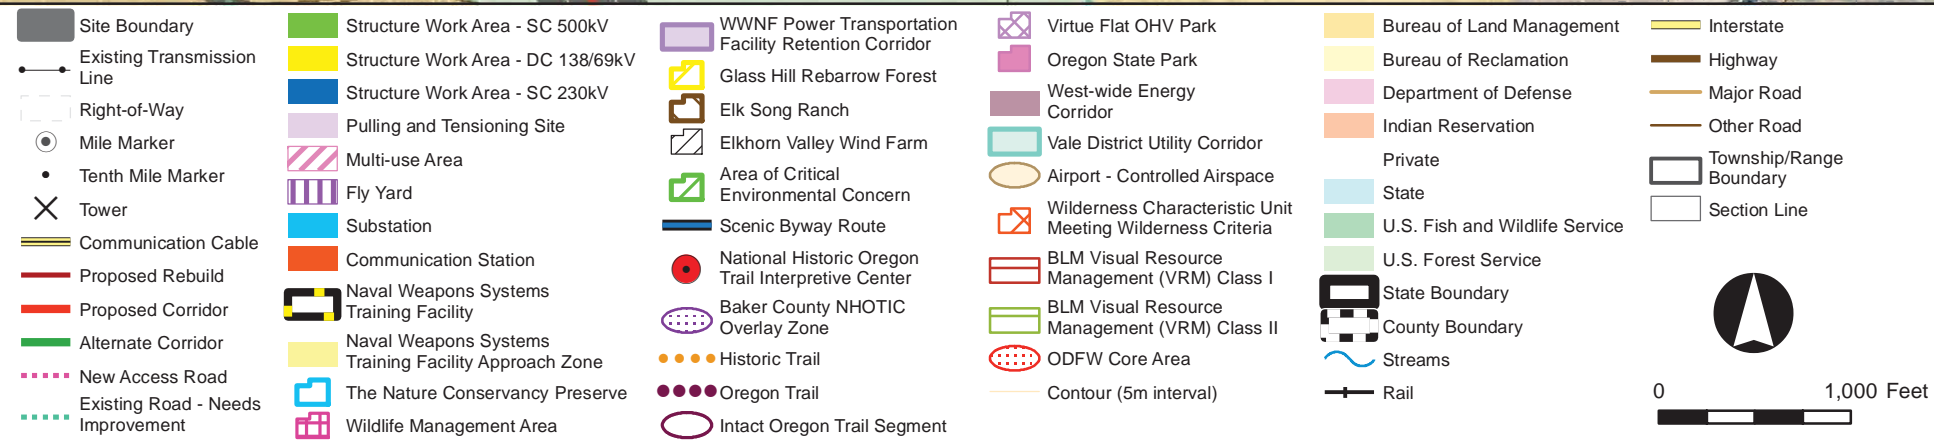 Site Boundary
Existing Transmission
Line
Right-of-Way
Mile Marker
Tenth Mile Marker
Tower
Communication Cable
Proposed Rebuild
Proposed Corridor
Alternate Corridor
New Access Road
Existing Road - Needs
Improvement
Structure Work Area - SC 500kV
Structure Work Area - DC 138/69kV
Structure Work Area - SC 230kV
Pulling and Tensioning Site
Multi-use Area
Fly Yard
Substation
Communication Station
Naval Weapons Systems
Training Facility
Naval Weapons Systems
Training Facility Approach Zone
The Nature Conservancy Preserve
Wildlife Management Area
WWNF Power Transportation
Facility Retention Corridor
Glass Hill Rebarrow Forest
Elk Song Ranch
Elkhorn Valley Wind Farm
Area of Critical
Environmental Concern
Scenic Byway Route
National Historic Oregon
Trail Interpretive Center
Baker County NHOTIC
Overlay Zone
Historic Trail
Oregon Trail
Intact Oregon Trail Segment
Virtue Flat OHV Park
Oregon State Park
West-wide Energy
Corridor
Vale District Utility Corridor
Airport - Controlled Airspace
Wilderness Characteristic Unit
Meeting Wilderness Criteria
BLM Visual Resource
Management (VRM) Class I
BLM Visual Resource
Management (VRM) Class II
ODFW Core Area
Contour (5m interval)
Bureau of Land Management
Bureau of Reclamation
Department of Defense
Indian Reservation
Private
State
U.S. Fish and Wildlife Service
U.S. Forest Service
State Boundary
County Boundary
Streams
Rail
Interstate
Highway
Major Road
Other Road
Township/Range
Boundary
Section Line
0 1,000 Feet